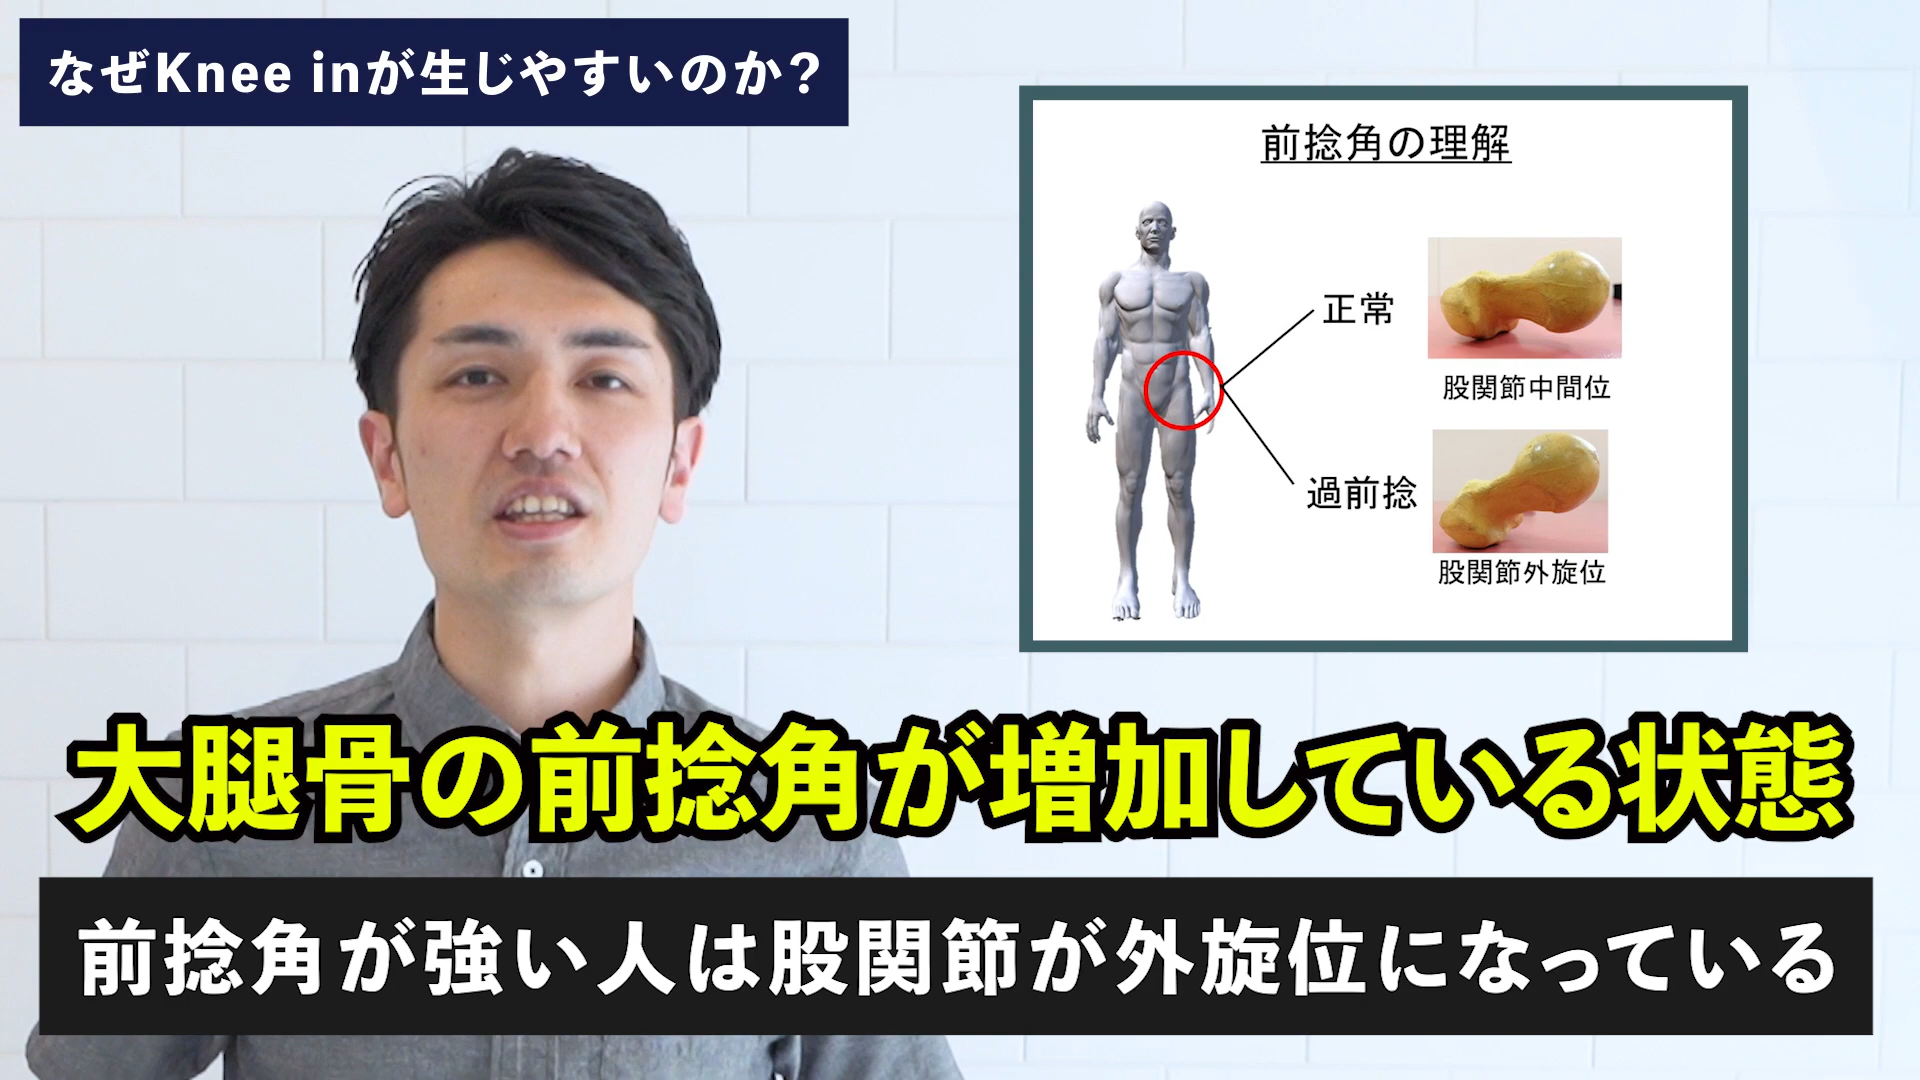 なぜKnee inが生じやすいのか？
前捻角の理解
正常
股関節中間位
過前捻
股関節外旋位
大腿骨の前捻角が増加している状態
前捻角が強い人は股関節が外旋位になっている